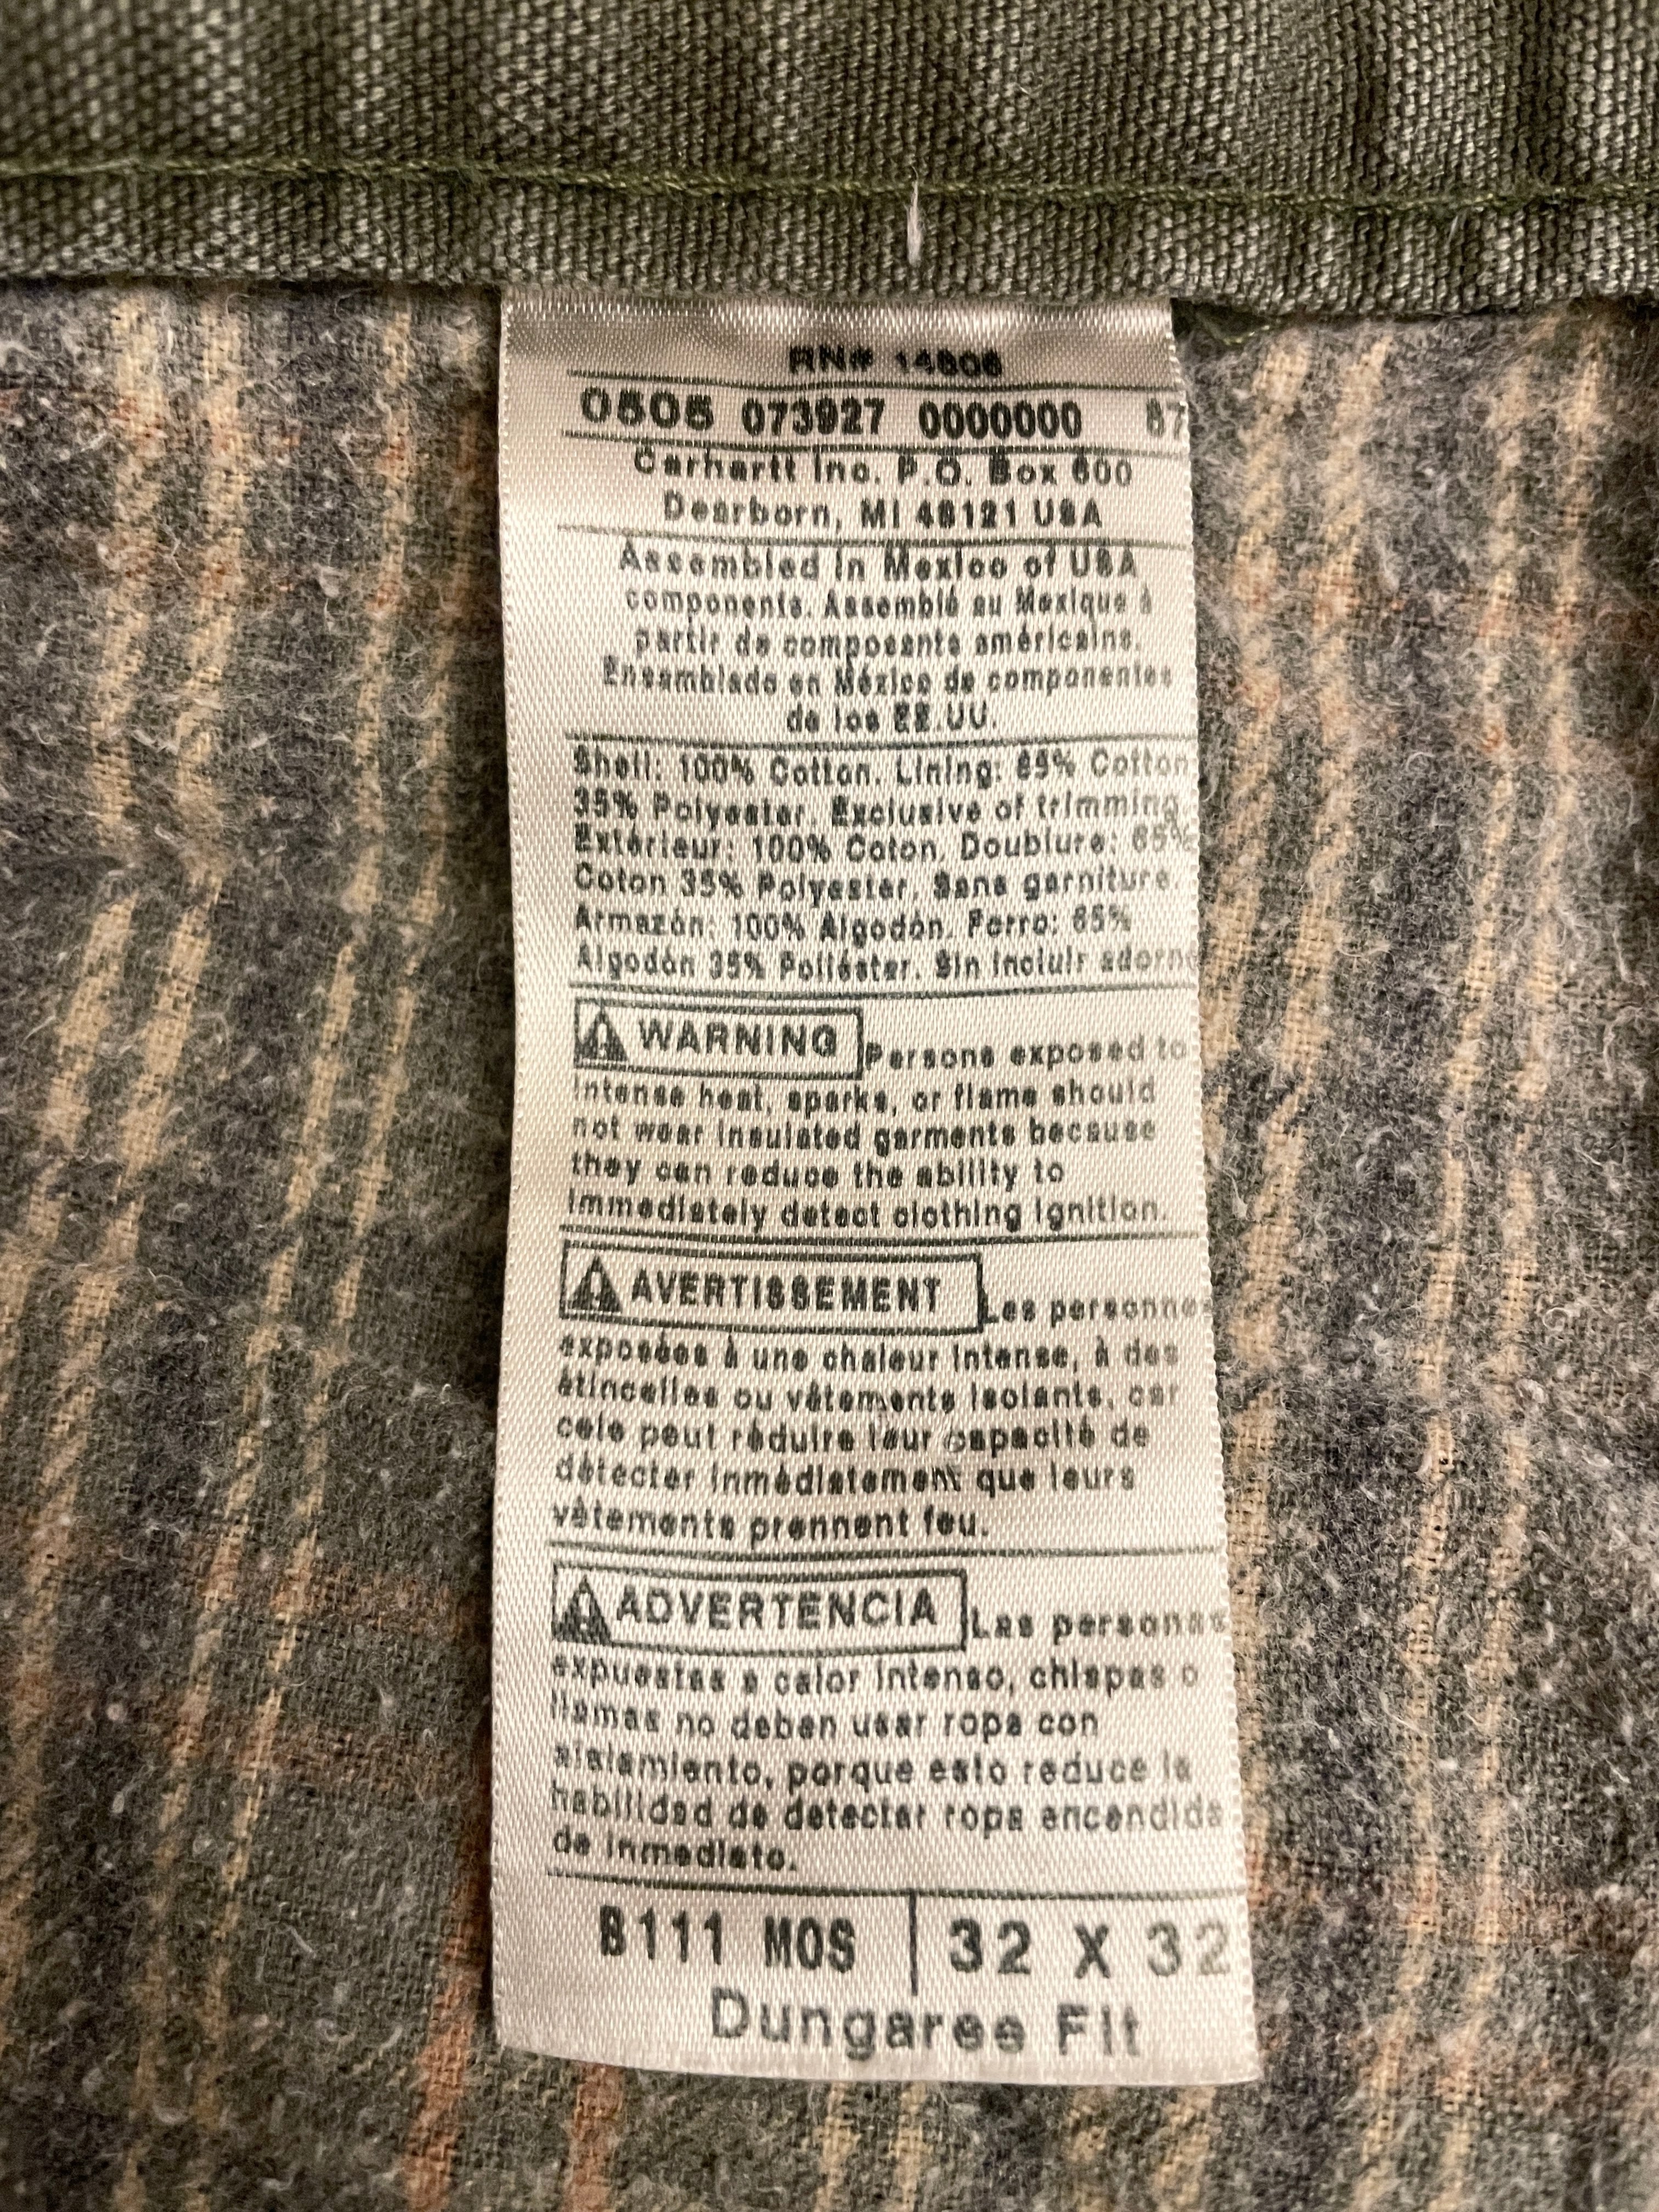 RN# 14806
0505 073927 0000000 87
Carhartt Inc. P.O. Box 600
Dearborn, MI 48121 USA
Assembled in Mexico of USA
components. Assemblé au Mexique à
partir de composants américains.
Ensamblado en México de componentes
de los EE.UU.
Shell: 100% Cotton. Lining: 65% Cotton
35% Polyester. Exclusive of trimming
Extérieur: 100% Coton. Doublure: 65%
Coton 35% Polyester. Sans garniture.
Armazón: 100% Algodón. Forro: 65%
Algodón 35% Poliéster. Sin incluir adorno
WARNING Persons exposed to
intense heat, sparks, or flame should
not wear insulated garments because
they can reduce the ability to
immediately detect clothing ignition.
AVERTISSEMENT Les personnes
exposées à une chaleur intense, à des
étincelles ou vêtements isolants, car
cele peut réduire leur capacité de
détecter inmédiatement que leurs
vètements prennent feu.
ADVERTENCIA Las personas
expuestas a calor intenso, chispas o
llamas no deben usar ropa con
aislamiento, porque esto reduce la
habilidad de detectar ropa encendida
de inmediato.
B111 MOS 32 X 32
Dungaree Fit